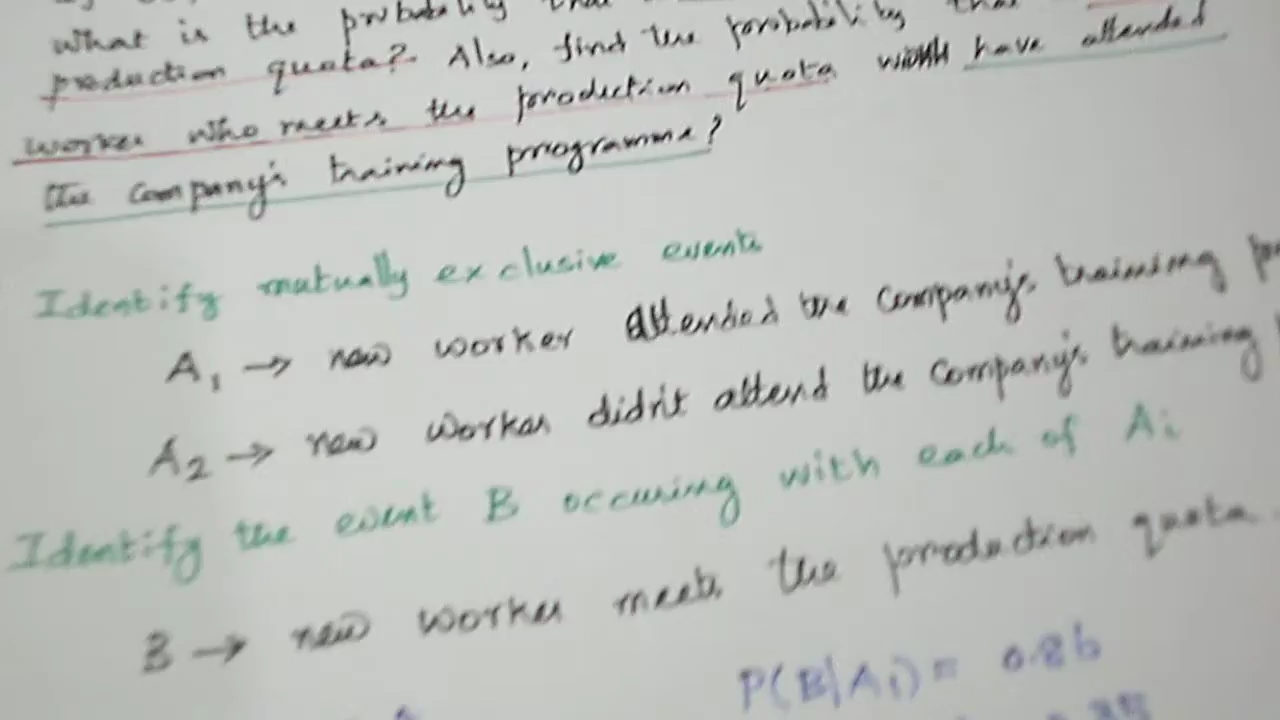 what is the probability that
production quota? Also, find the probability that
worker who meets the production quota will have attended
the company's training programme?
Identify mutually exclusive events
A1 → new worker attended the company's training
A2 → new worker didn't attend the company's training
Identify the event B occuring with each of Ai
B → new worker meets the production quota.
P(B|A1) = 0.86